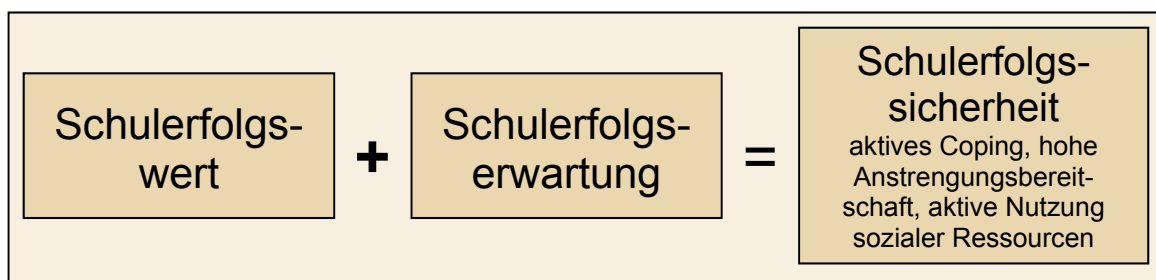 Schulerfolgs-
wert
+
Schulerfolgs-
erwartung
=
Schulerfolgs-
sicherheit
aktives Coping, hohe
Anstrengungsbereit-
schaft, aktive Nutzung
sozialer Ressourcen